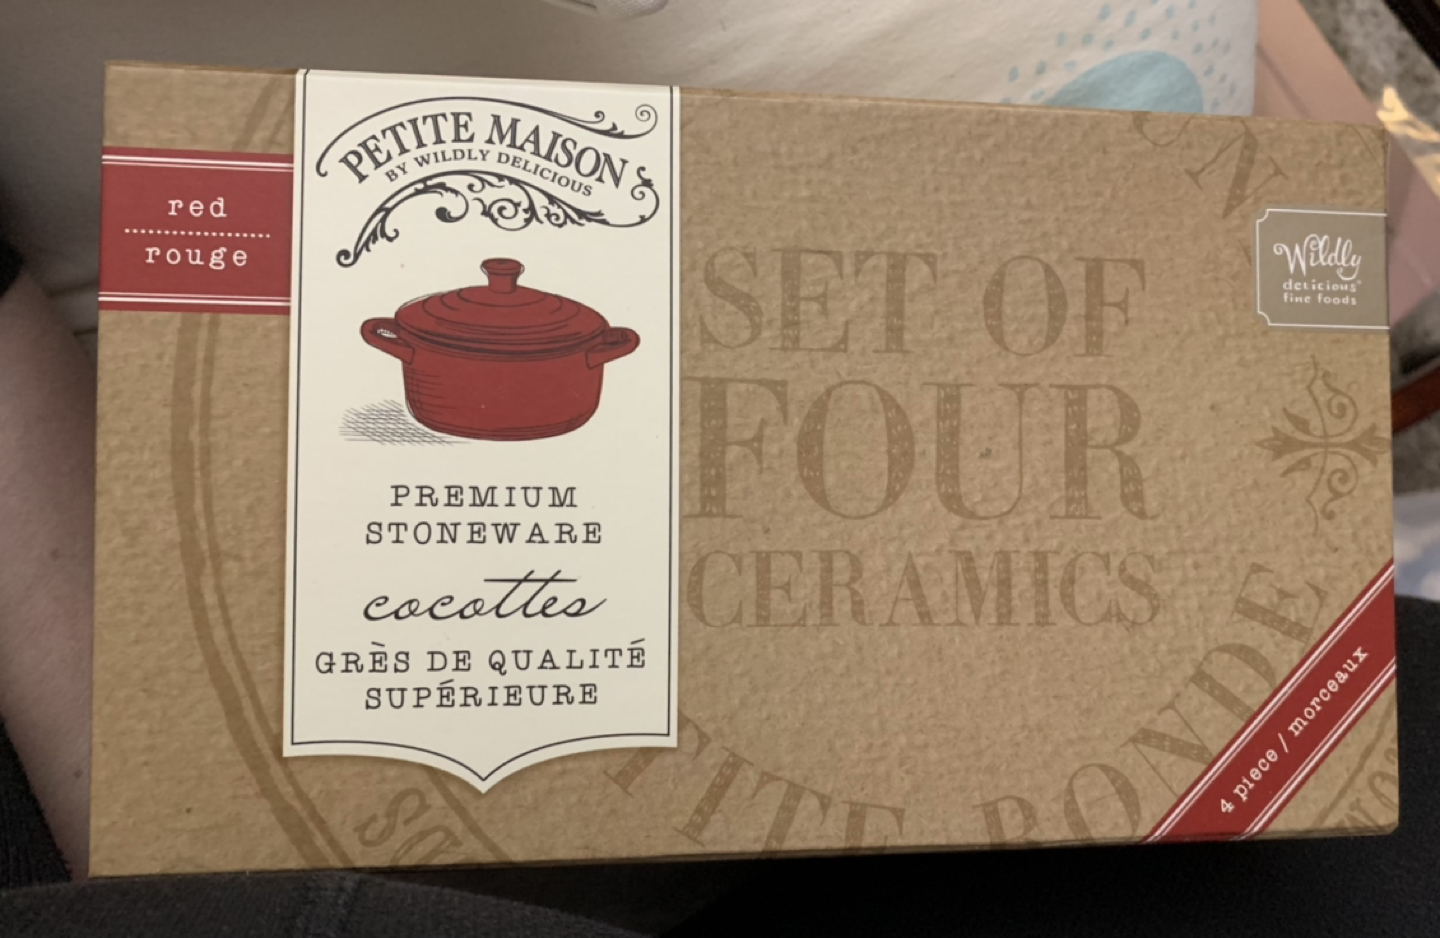 red
rouge
PETITE MAISON
BY WILDLY DELICIOUS
PREMIUM
STONEWARE
cocottes
GRÈS DE QUALITÉ
SUPÉRIEURE
SET OF
FOUR
CERAMICS
Wildly
delicious®
fine foods
RONDE
4 piece / morceaux